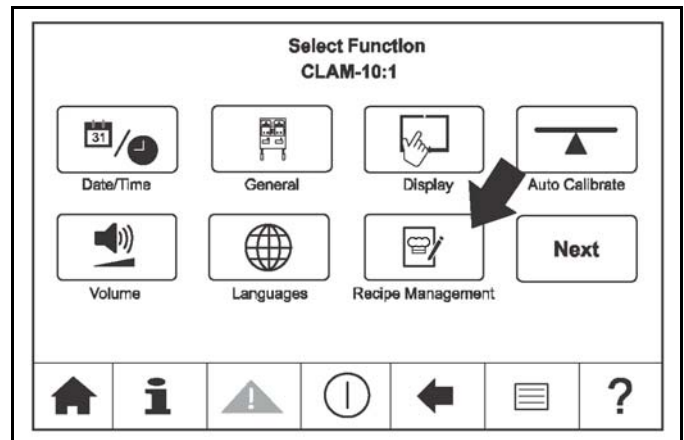 Select Function
CLAM-10:1
31
Date/Time
General
Display
Auto Calibrate
Volume
Languages
Recipe Management
Next
i
!
?